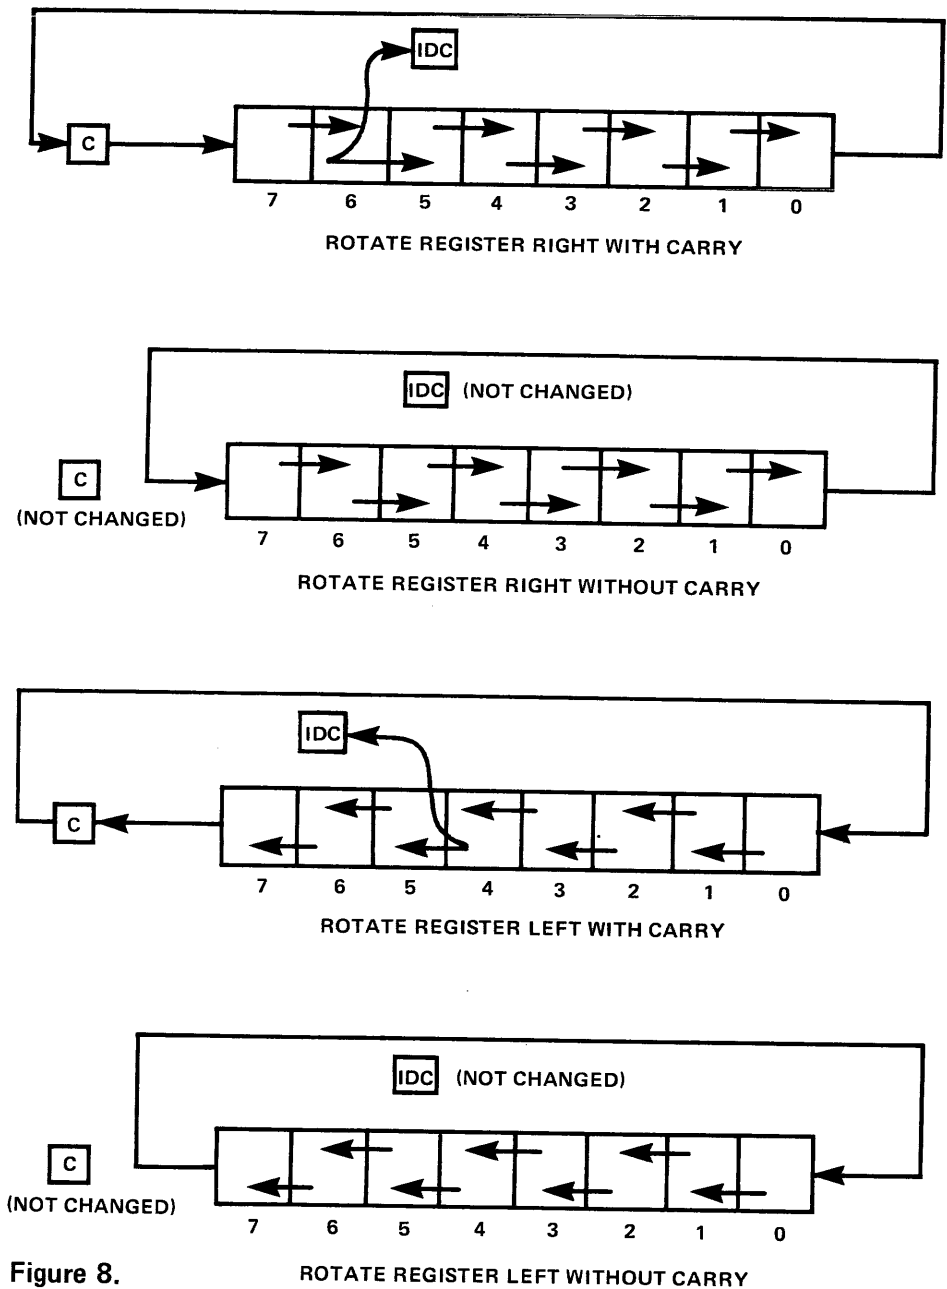 IDC
C
7 6 5 4 3 2 1 0
ROTATE REGISTER RIGHT WITH CARRY
IDC (NOT CHANGED)
C
(NOT CHANGED)
7 6 5 4 3 2 1 0
ROTATE REGISTER RIGHT WITHOUT CARRY
IDC
C
7 6 5 4 3 2 1 0
ROTATE REGISTER LEFT WITH CARRY
IDC (NOT CHANGED)
C
(NOT CHANGED)
7 6 5 4 3 2 1 0
Figure 8.
ROTATE REGISTER LEFT WITHOUT CARRY